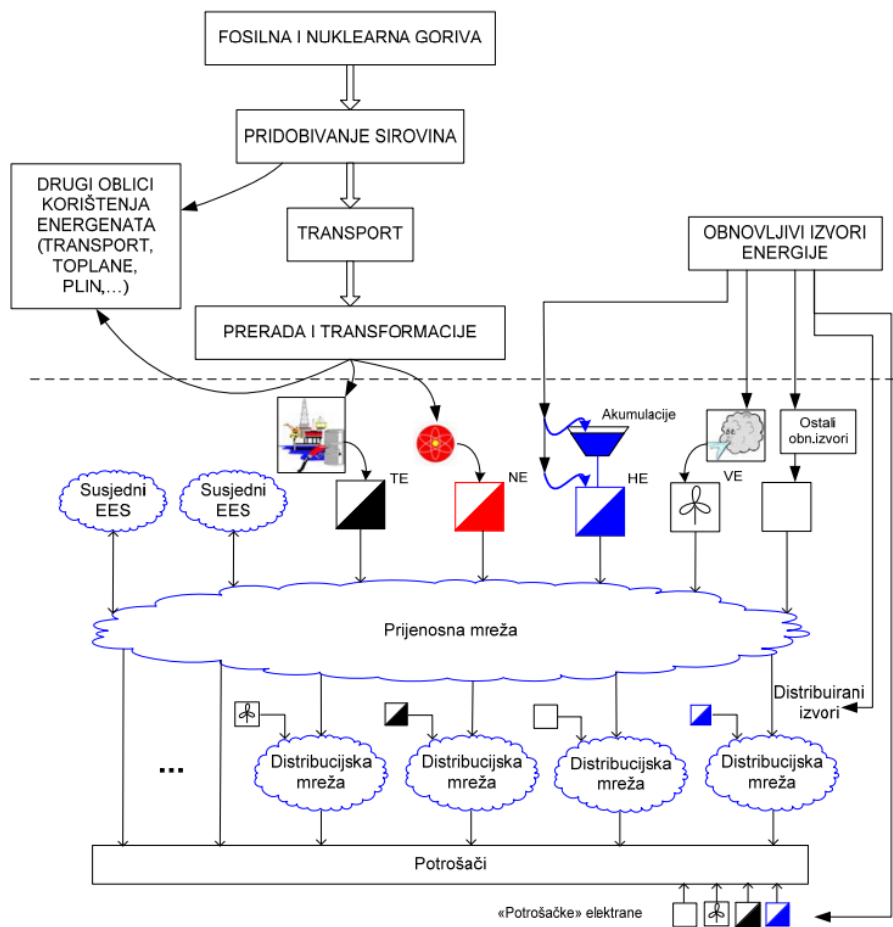 FOSILNA I NUKLEARNA GORIVA
PRIDOBIVANJE SIROVINA
DRUGI OBLICI
KORIŠTENJA
ENERGENATA
(TRANSPORT,
TOPLANE,
PLIN,...)
TRANSPORT
OBNOVLJIVI IZVORI
ENERGIJE
PRERADA I TRANSFORMACIJE
Akumulacije
Ostali
obn.izvori
TE
NE
HE
VE
Susjedni
EES
Susjedni
EES
Prijenosna mreža
Distribuirani
izvori
...
Distribucijska
mreža
Distribucijska
mreža
Distribucijska
mreža
Distribucijska
mreža
Potrošači
«Potrošačke» elektrane